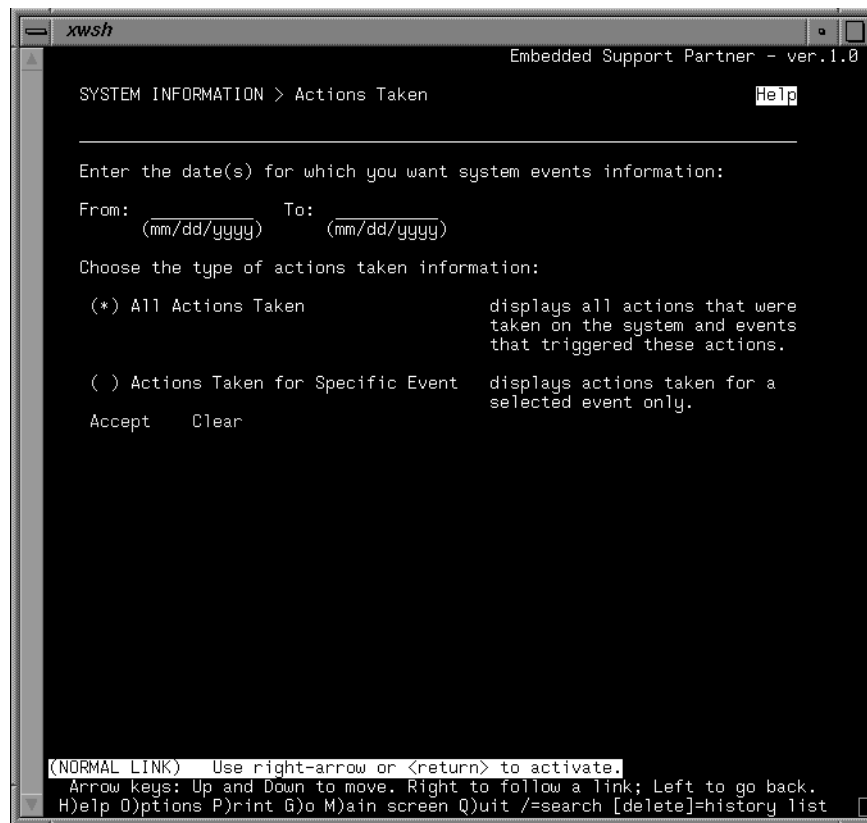 xwsh
Embedded Support Partner - ver.1.0
SYSTEM INFORMATION > Actions Taken Help
Enter the date(s) for which you want system events information:
From: __________ To: __________
(mm/dd/yyyy) (mm/dd/yyyy)
Choose the type of actions taken information:
(*) All Actions Taken displays all actions that were
taken on the system and events
that triggered these actions.
( ) Actions Taken for Specific Event displays actions taken for a
selected event only.
Accept Clear
(NORMAL LINK) Use right-arrow or <return> to activate.
Arrow keys: Up and Down to move. Right to follow a link; Left to go back.
H)elp O)ptions P)rint G)o M)ain screen Q)uit /=search [delete]=history list